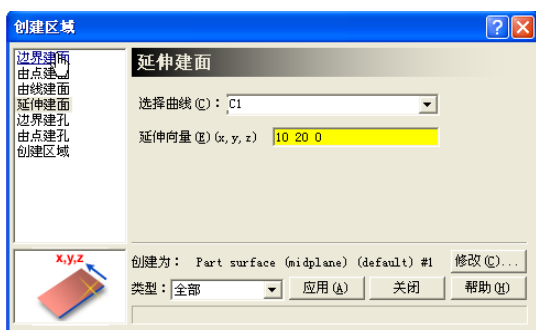 创建区域
边界建面
由点建
由线建面
延伸建面
边界建孔
由点建孔
创建区域
延伸建面
选择曲线(C): C1
延伸向量(E)(x,y,z) 10 20 0
x,y,z
创建为: Part surface (midplane) (default) #1 修改(C)...
类型: 全部 应用(A) 关闭 帮助(H)